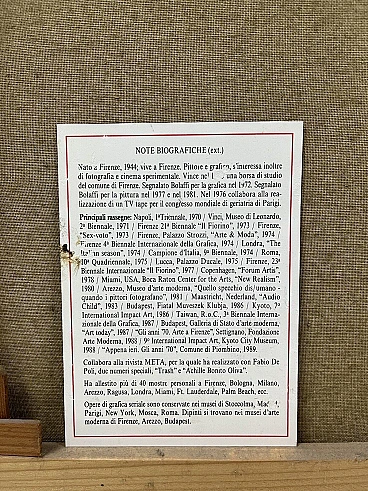 NOTE BIOGRAFICHE (ext.)
Nato a Firenze, 1944; vive a Firenze. Pittore e grafico, s'interessa inoltre
di fotografia e cinema sperimentale. Vince nel una borsa di studio
del comune di Firenze. Segnalato Bolaffi per la grafica nel 1972. Segnalato
Bolaffi per la pittura nel 1977 e nel 1981. Nel 1976 collabora alla rea-
lizzazione di un TV tape per il congresso mondiale di geriatria di Parigi.
Principali rassegne: Napoli, 1ªTriennale, 1970 / Vinci, Museo di Leonardo,
2ª Biennale, 1971 / Firenze 21ª Biennale "Il Fiorino", 1973 / Firenze,
"Sex-voto", 1973 / Firenze, Palazzo Strozzi, "Arte & Moda", 1974 /
Firenze 4ª Biennale Internazionale della Grafica, 1974 / Londra, "The
in season", 1974 / Campione d'Italia, 9ª Biennale, 1974 / Roma,
10ª Quadriennale, 1975 / Lucca, Palazzo Ducale, 1975 / Firenze, 23ª
Biennale Internazionale "Il Fiorino", 1977 / Copenhagen, "Forum Artis",
1978 / Miami, USA, Boca Raton Center for the Arts, "New Realism",
1980 / Arezzo, Museo d'arte moderna, "Quello specchio dis/umano -
quando i pittori fotografano", 1981 / Maastricht, Nederland, "Audio
Child", 1983 / Budapest, Fiatal Muveszek Klubja, 1986 / Kyoto, 7º
International Impact Art, 1986 / Taiwan, R.o.C., 3ª Biennale Interna-
zionale della Grafica, 1987 / Budapest, Galleria di Stato d'arte moderna,
"Art today", 1987 / "Gli anni '70. Arte a Firenze", Settignano, Fondazione
Arte Moderna, 1988 / 9º International Impact Art, Kyoto City Museum,
1988 / "Appena ieri. Gli anni '70", Comune di Piombino, 1989.
Collabora alla rivista META, per la quale ha realizzato con Fabio De
Poli, due numeri speciali, "Trash" e "Achille Bonito Oliva".
Ha allestito più di 40 mostre personali a Firenze, Bologna, Milano,
Arezzo, Ragusa, Londra, Miami, Ft. Lauderdale, Palm Beach, ecc.
Opere di grafica seriale sono conservate nei musei di Stoccolma,
Parigi, New York, Mosca, Roma. Dipinti si trovano nei musei d'arte
moderna di Firenze, Arezzo, Budapest.